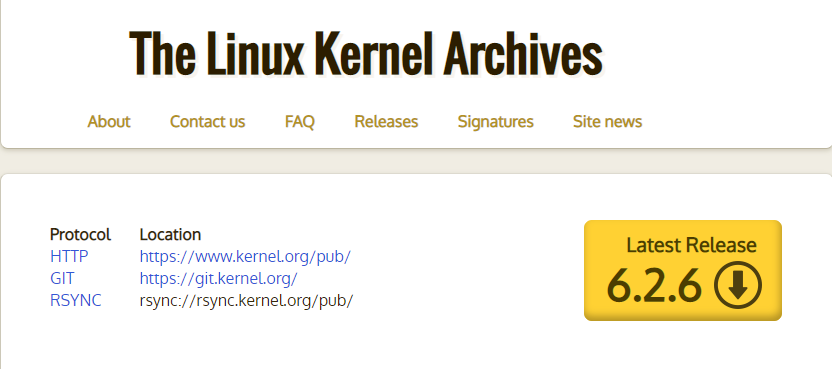 The Linux Kernel Archives
About Contact us FAQ Releases Signatures Site news
Protocol Location
HTTP https://www.kernel.org/pub/
GIT https://git.kernel.org/
RSYNC rsync://rsync.kernel.org/pub/
Latest Release
6.2.6